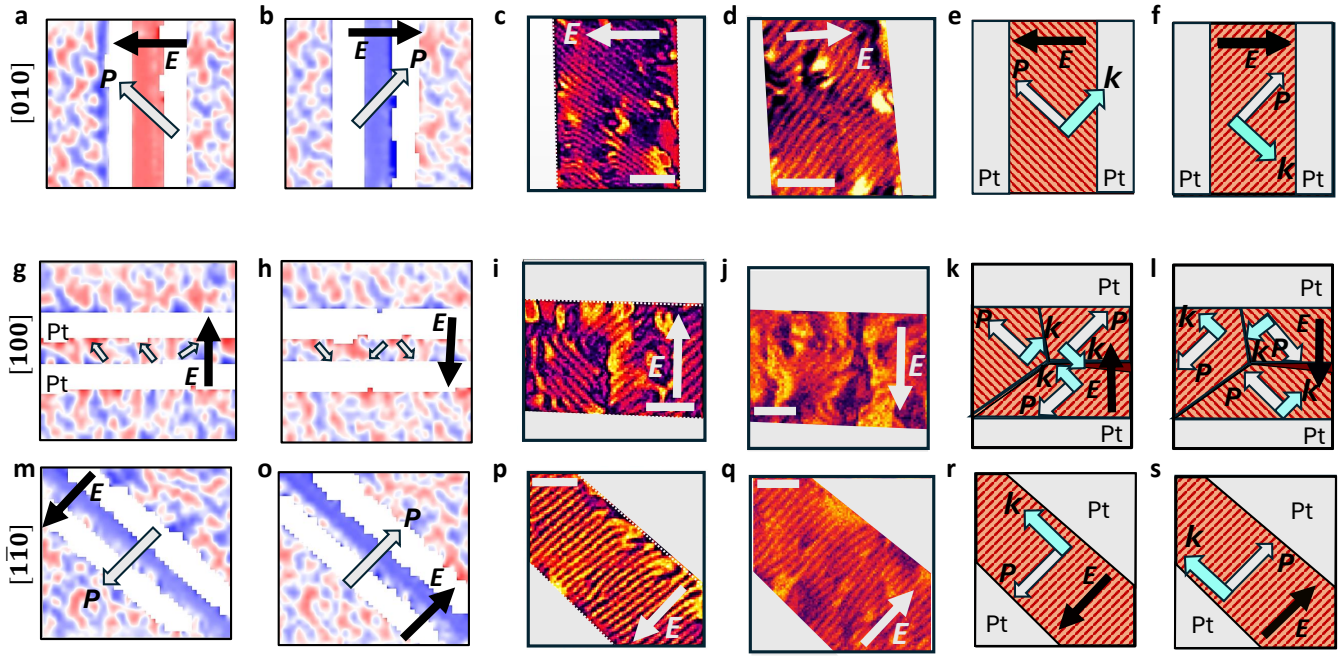 a b c d e f
[010]
E
P
E
P
E
E
E
P
k
Pt Pt
E
P
k
Pt Pt
g h i j k l
[100]
Pt
E
Pt
E
E
E
Pt
P
k
P
k
k
E
P
Pt
Pt
k
E
P
k
P
P
k
Pt
m o p q r s
[11̄0]
E
P
P
E
E
E
Pt
k
P
E
Pt
Pt
k
P
E
Pt